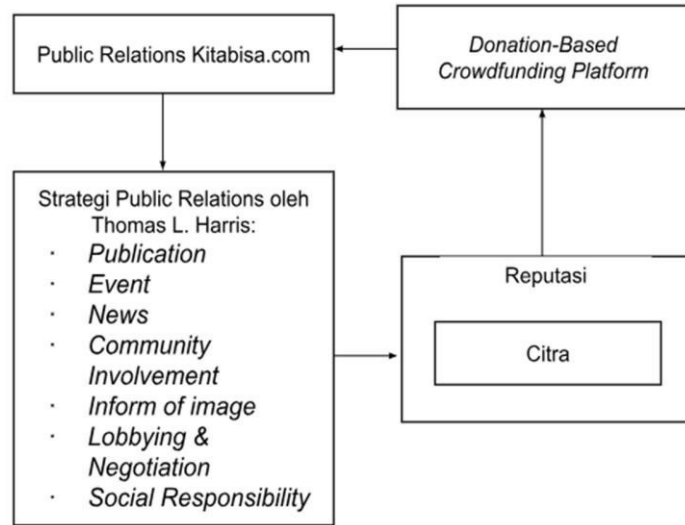 Public Relations Kitabisa.com
Donation-Based
Crowdfunding Platform
Strategi Public Relations oleh
Thomas L. Harris:
· Publication
· Event
· News
· Community
Involvement
· Inform of image
· Lobbying &
Negotiation
· Social Responsibility
Reputasi
Citra